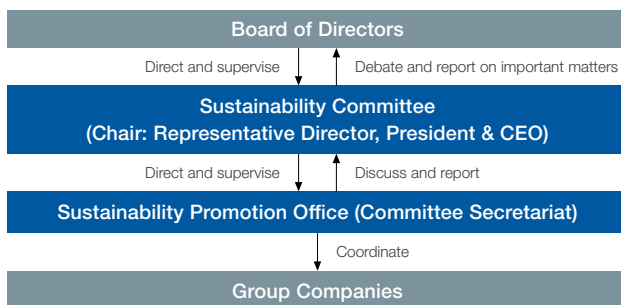 Board of Directors
Direct and supervise
Debate and report on important matters
Sustainability Committee
(Chair: Representative Director, President & CEO)
Direct and supervise
Discuss and report
Sustainability Promotion Office (Committee Secretariat)
Coordinate
Group Companies